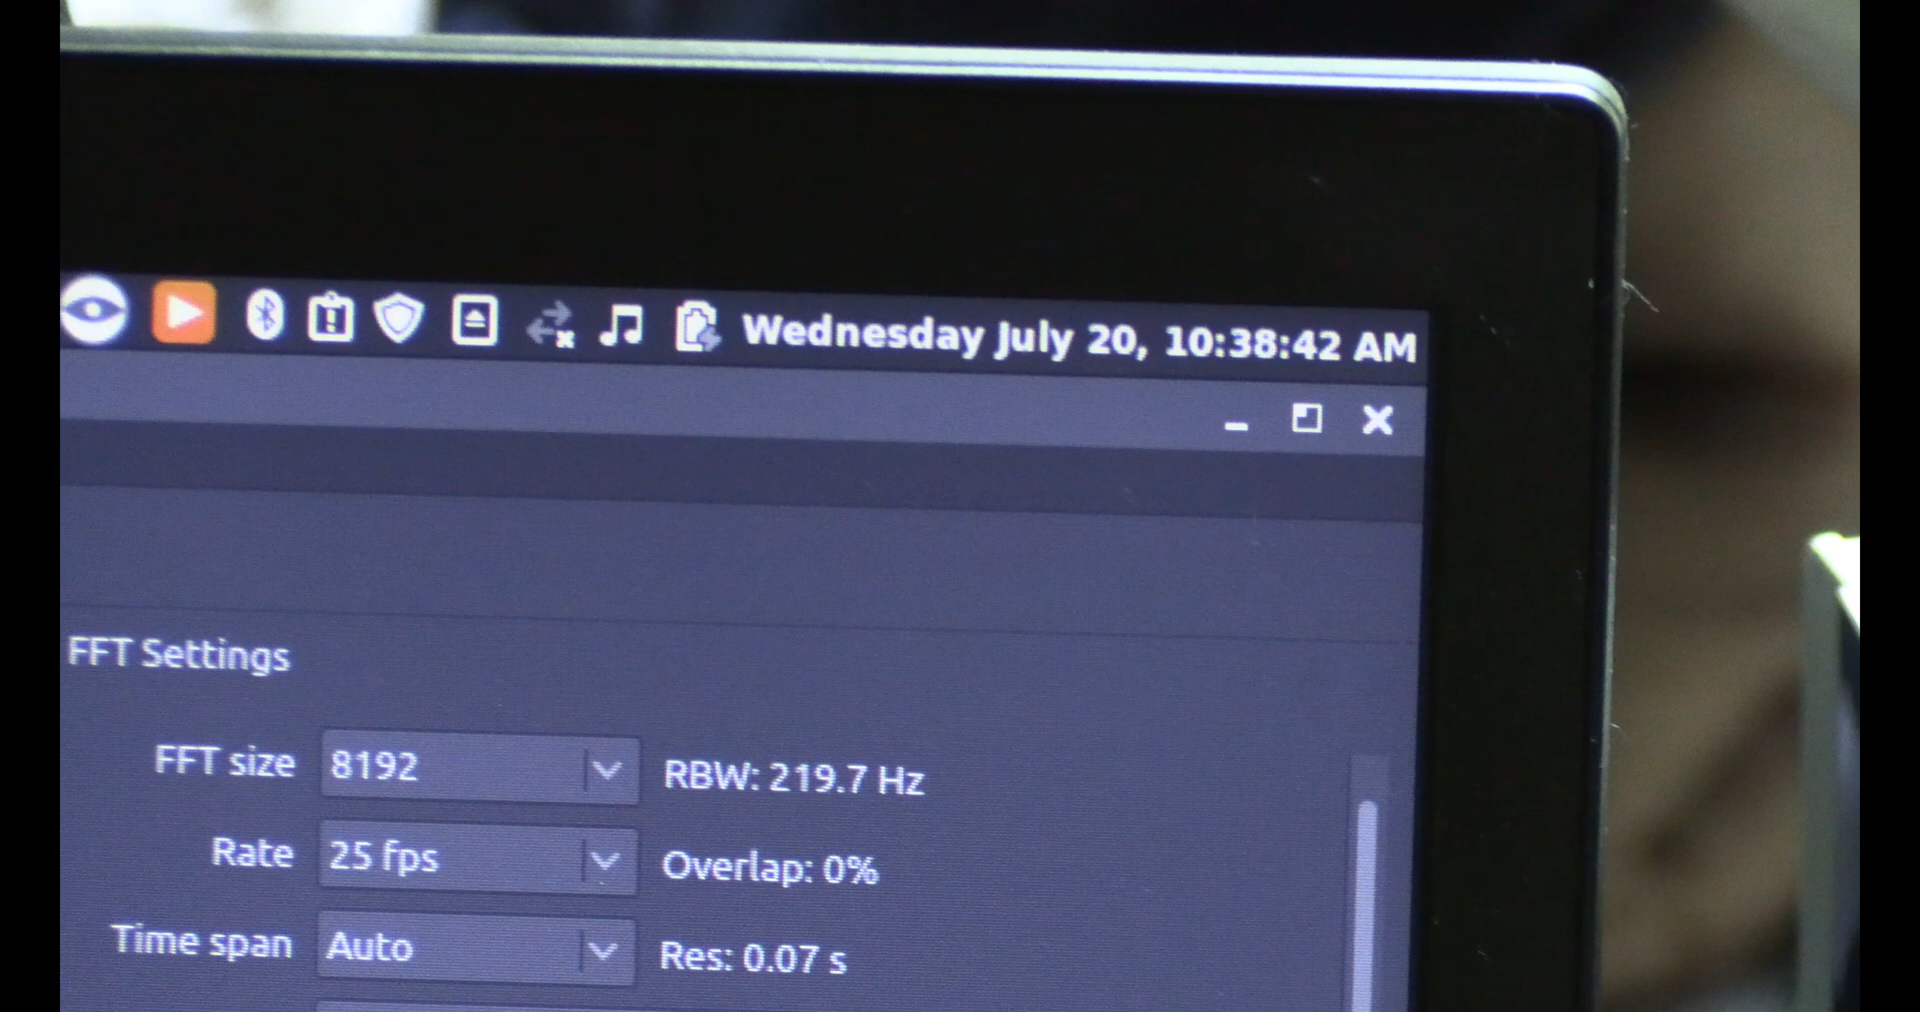 Wednesday July 20, 10:38:42 AM
FFT Settings
FFT size 8192 RBW: 219.7 Hz
Rate 25 fps Overlap: 0%
Time span Auto Res: 0.07 s